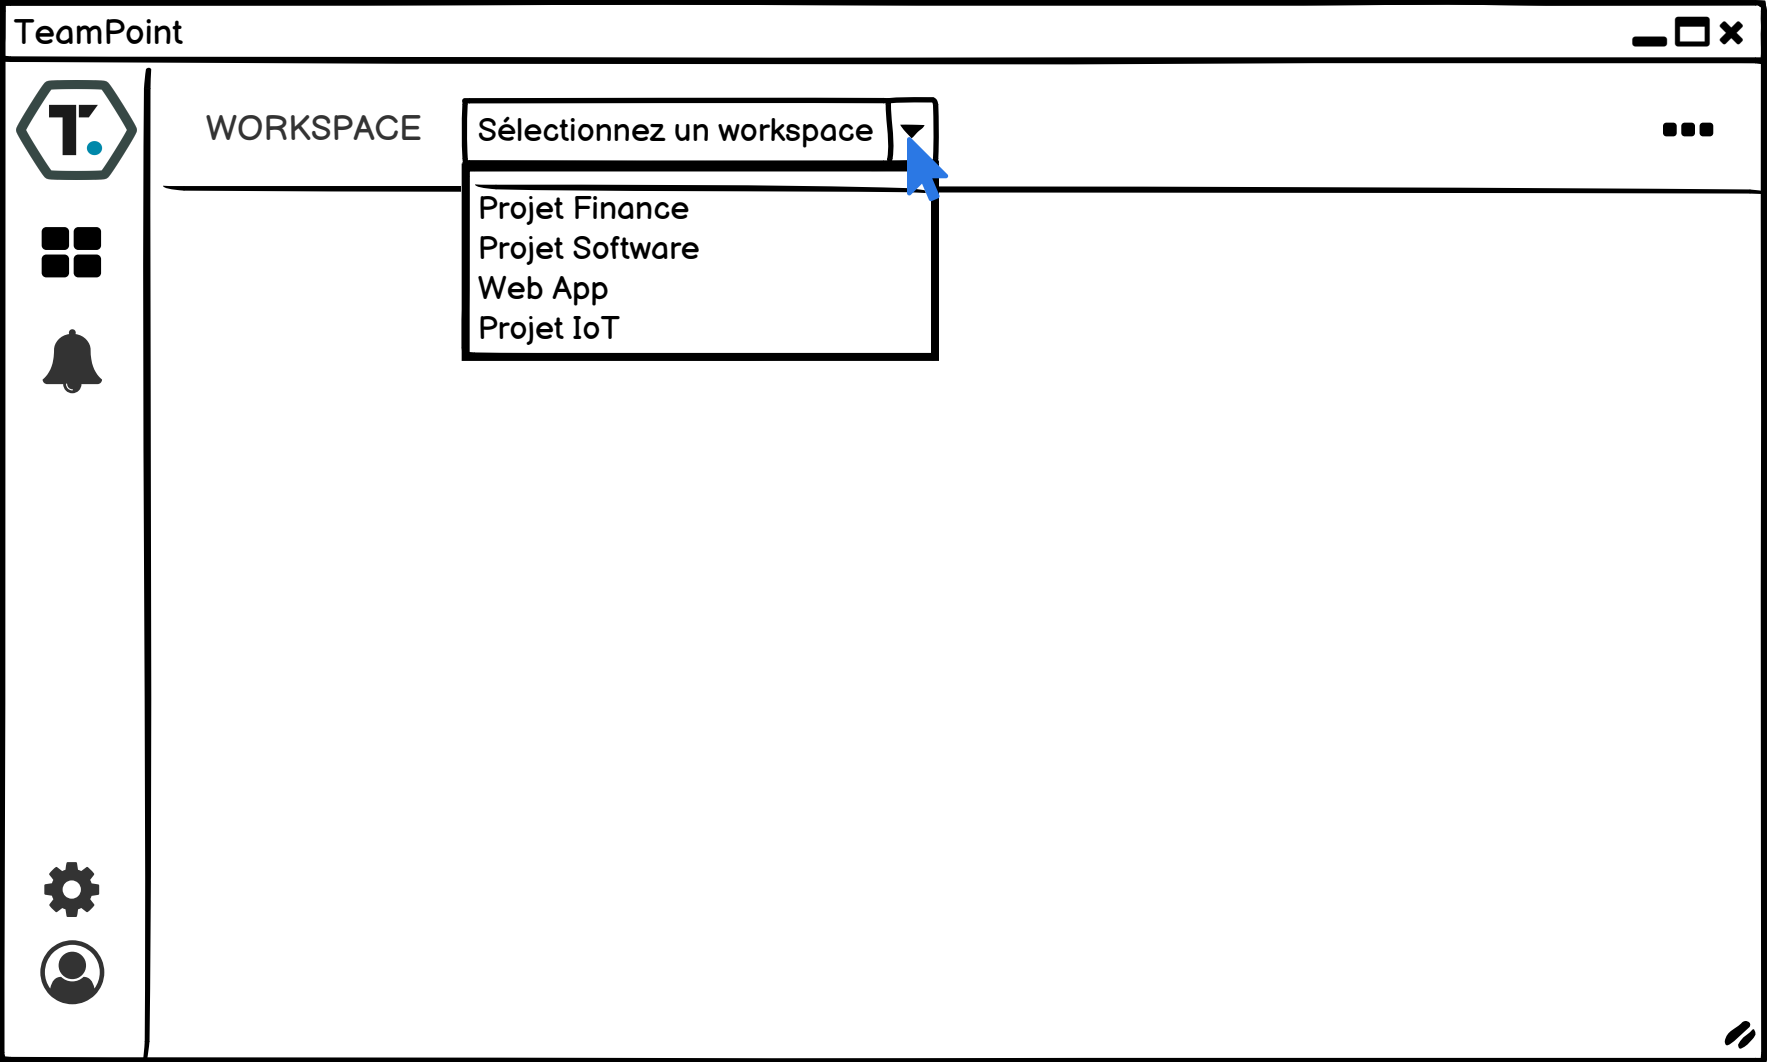 TeamPoint
T.
WORKSPACE
Sélectionnez un workspace
Projet Finance
Projet Software
Web App
Projet IoT